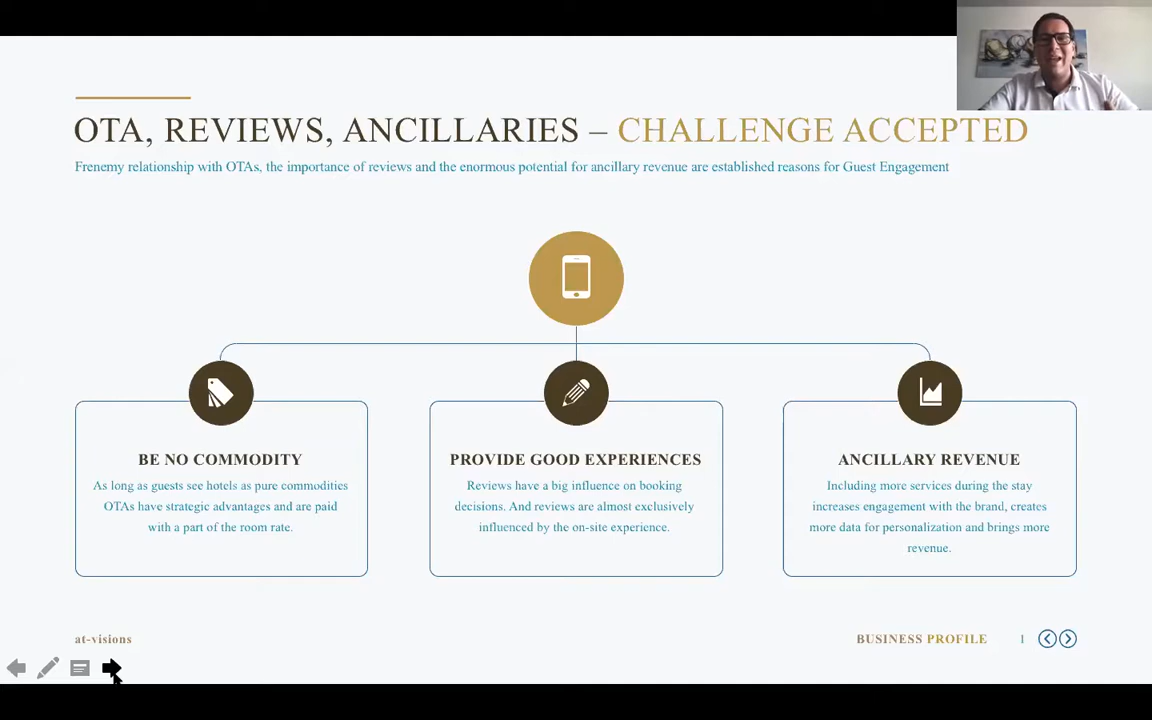 OTA, REVIEWS, ANCILLARIES – CHALLENGE ACCEPTED
Frenemy relationship with OTAs, the importance of reviews and the enormous potential for ancillary revenue are established reasons for Guest Engagement
BE NO COMMODITY
As long as guests see hotels as pure commodities
OTAs have strategic advantages and are paid
with a part of the room rate.
PROVIDE GOOD EXPERIENCES
Reviews have a big influence on booking
decisions. And reviews are almost exclusively
influenced by the on-site experience.
ANCILLARY REVENUE
Including more services during the stay
increases engagement with the brand, creates
more data for personalization and brings more
revenue.
at-visions
BUSINESS PROFILE 1